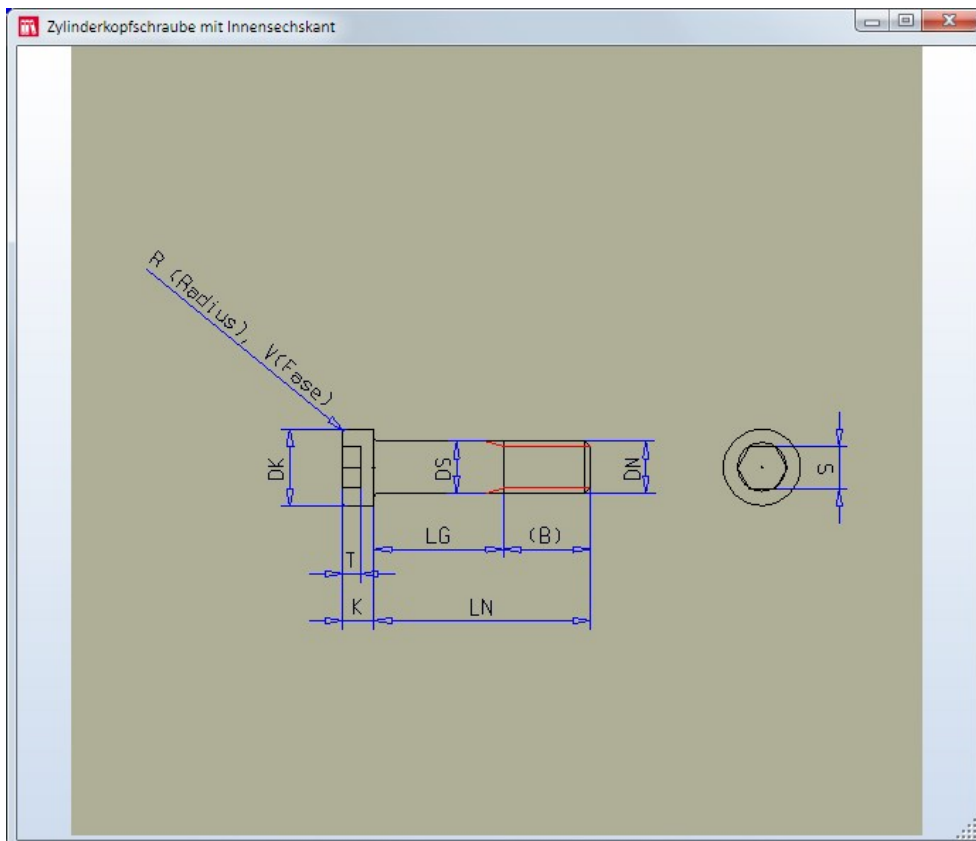 Zylinderkopfschraube mit Innensechskant
R (Radius), V(Fase)
DK
DS
DN
S
LG
(B)
T
K
LN